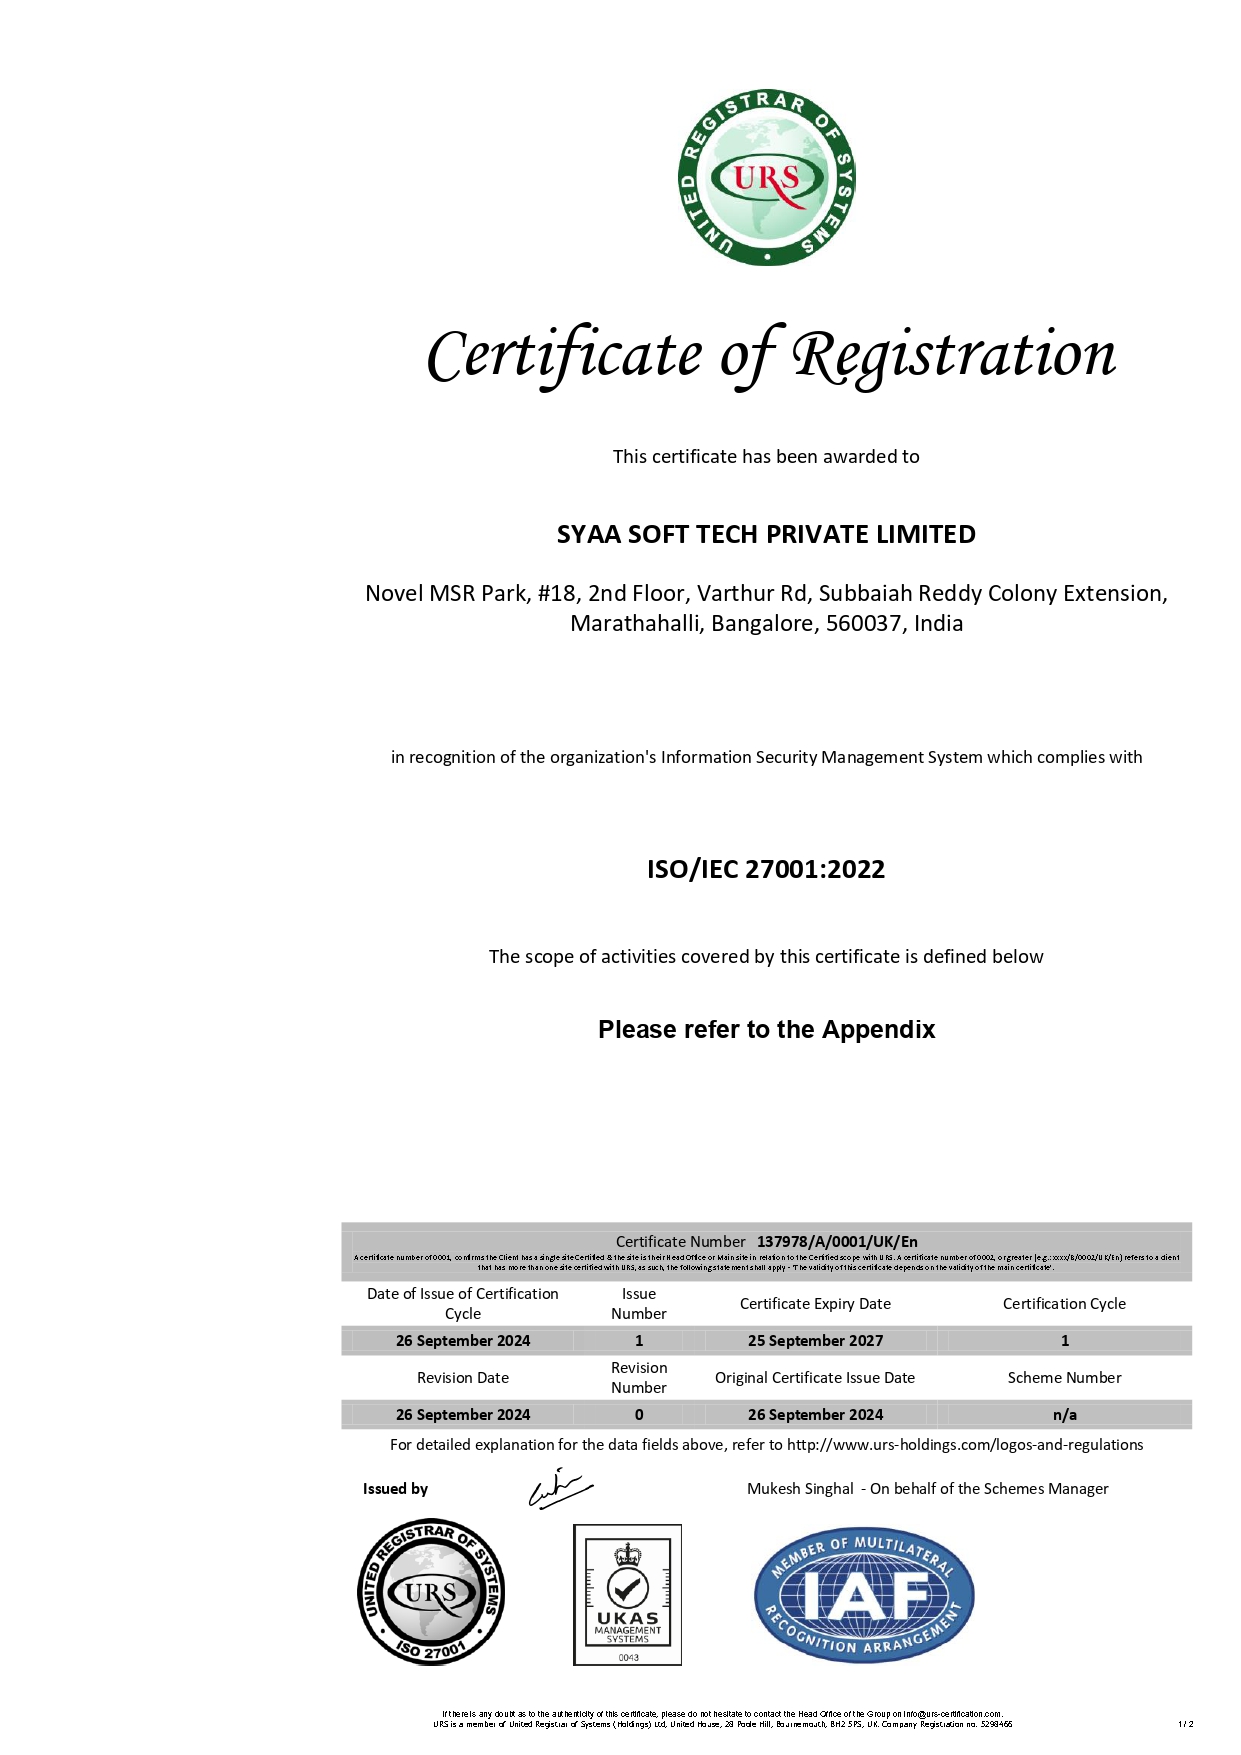 UNITED REGISTRAR OF SYSTEMS
URS
Certificate of Registration
This certificate has been awarded to
SYAA SOFT TECH PRIVATE LIMITED
Novel MSR Park, #18, 2nd Floor, Varthur Rd, Subbaiah Reddy Colony Extension,
Marathahalli, Bangalore, 560037, India
in recognition of the organization's Information Security Management System which complies with
ISO/IEC 27001:2022
The scope of activities covered by this certificate is defined below
Please refer to the Appendix
Certificate Number 137978/A/0001/UK/En
A certificate number of 0001, confirms the Client has a single site Certified & the site is their Head Office or Main site in relation to the Certified scope with URS. A certificate number of 0002, or greater (e.g.: xxxx/B/0002/UK/En) refers to a client
that has more than one site certified with URS, as such, the following statement shall apply - 'The validity of this certificate depends on the validity of the main certificate'.
Date of Issue of Certification Cycle
Issue Number
Certificate Expiry Date
Certification Cycle
26 September 2024 1 25 September 2027 1
Revision Date
Revision Number
Original Certificate Issue Date
Scheme Number
26 September 2024 0 26 September 2024 n/a
For detailed explanation for the data fields above, refer to http://www.urs-holdings.com/logos-and-regulations
Issued by
Mukesh Singhal - On behalf of the Schemes Manager
UNITED REGISTRAR OF SYSTEMS
URS
ISO 27001
UKAS
MANAGEMENT
SYSTEMS
0043
MEMBER OF MULTILATERAL
IAF
RECOGNITION ARRANGEMENT
If there is any doubt as to the authenticity of this certificate, please do not hesitate to contact the Head Office of the Group on info@urs-certification.com.
URS is a member of United Registrar of Systems (Holdings) Ltd, United House, 28 Poole Hill, Bournemouth, BH2 5PS, UK. Company Registration no. 5298466
1 / 2